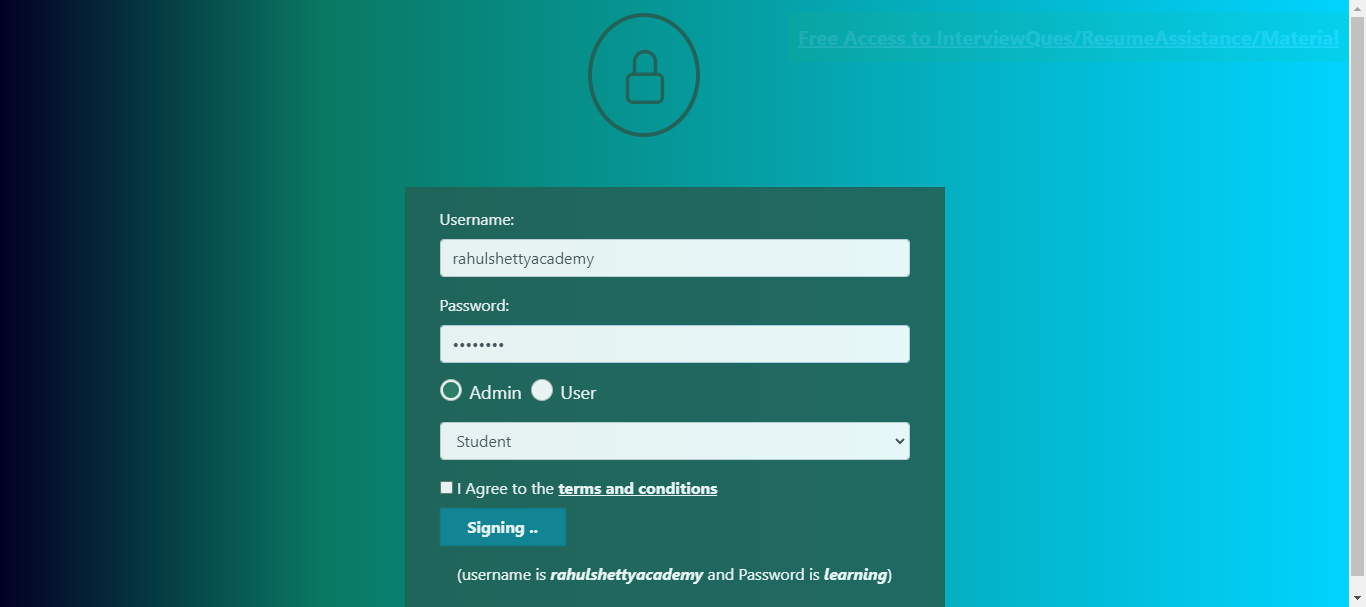 Free Access to InterviewQues/ResumeAssistance/Material
Username:
rahulshettyacademy
Password:
••••••••
Admin User
Student
I Agree to the terms and conditions
Signing ..
(username is rahulshettyacademy and Password is learning)